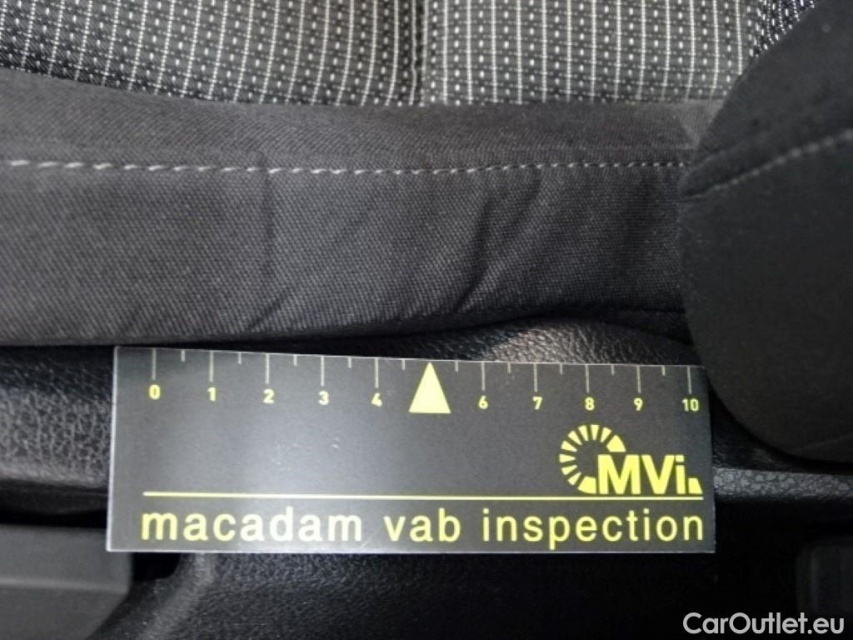 0 1 2 3 4 6 7 8 9 10
MVi
macadam vab inspection
CarOutlet.eu